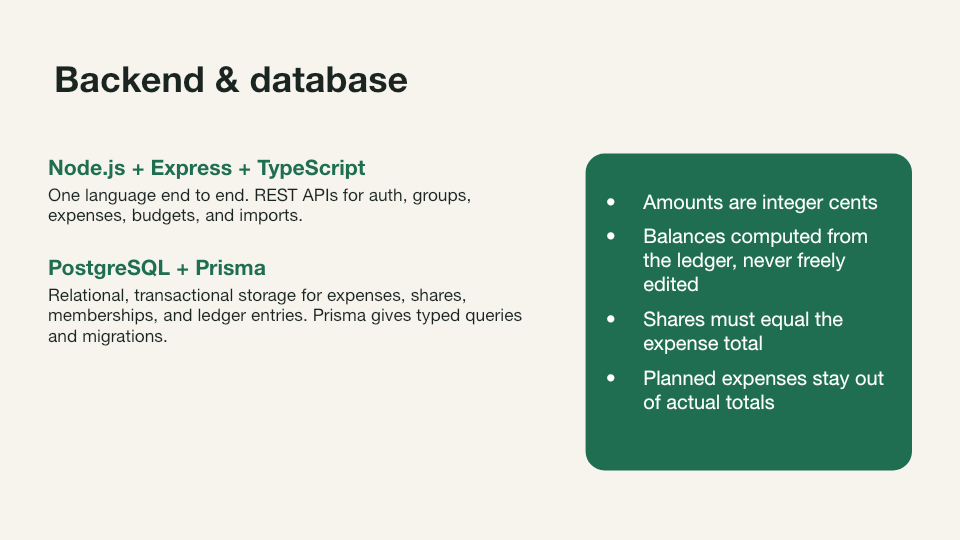 Backend & database
Node.js + Express + TypeScript
One language end to end. REST APIs for auth, groups,
expenses, budgets, and imports.
PostgreSQL + Prisma
Relational, transactional storage for expenses, shares,
memberships, and ledger entries. Prisma gives typed queries
and migrations.
• Amounts are integer cents
• Balances computed from
the ledger, never freely
edited
• Shares must equal the
expense total
• Planned expenses stay out
of actual totals